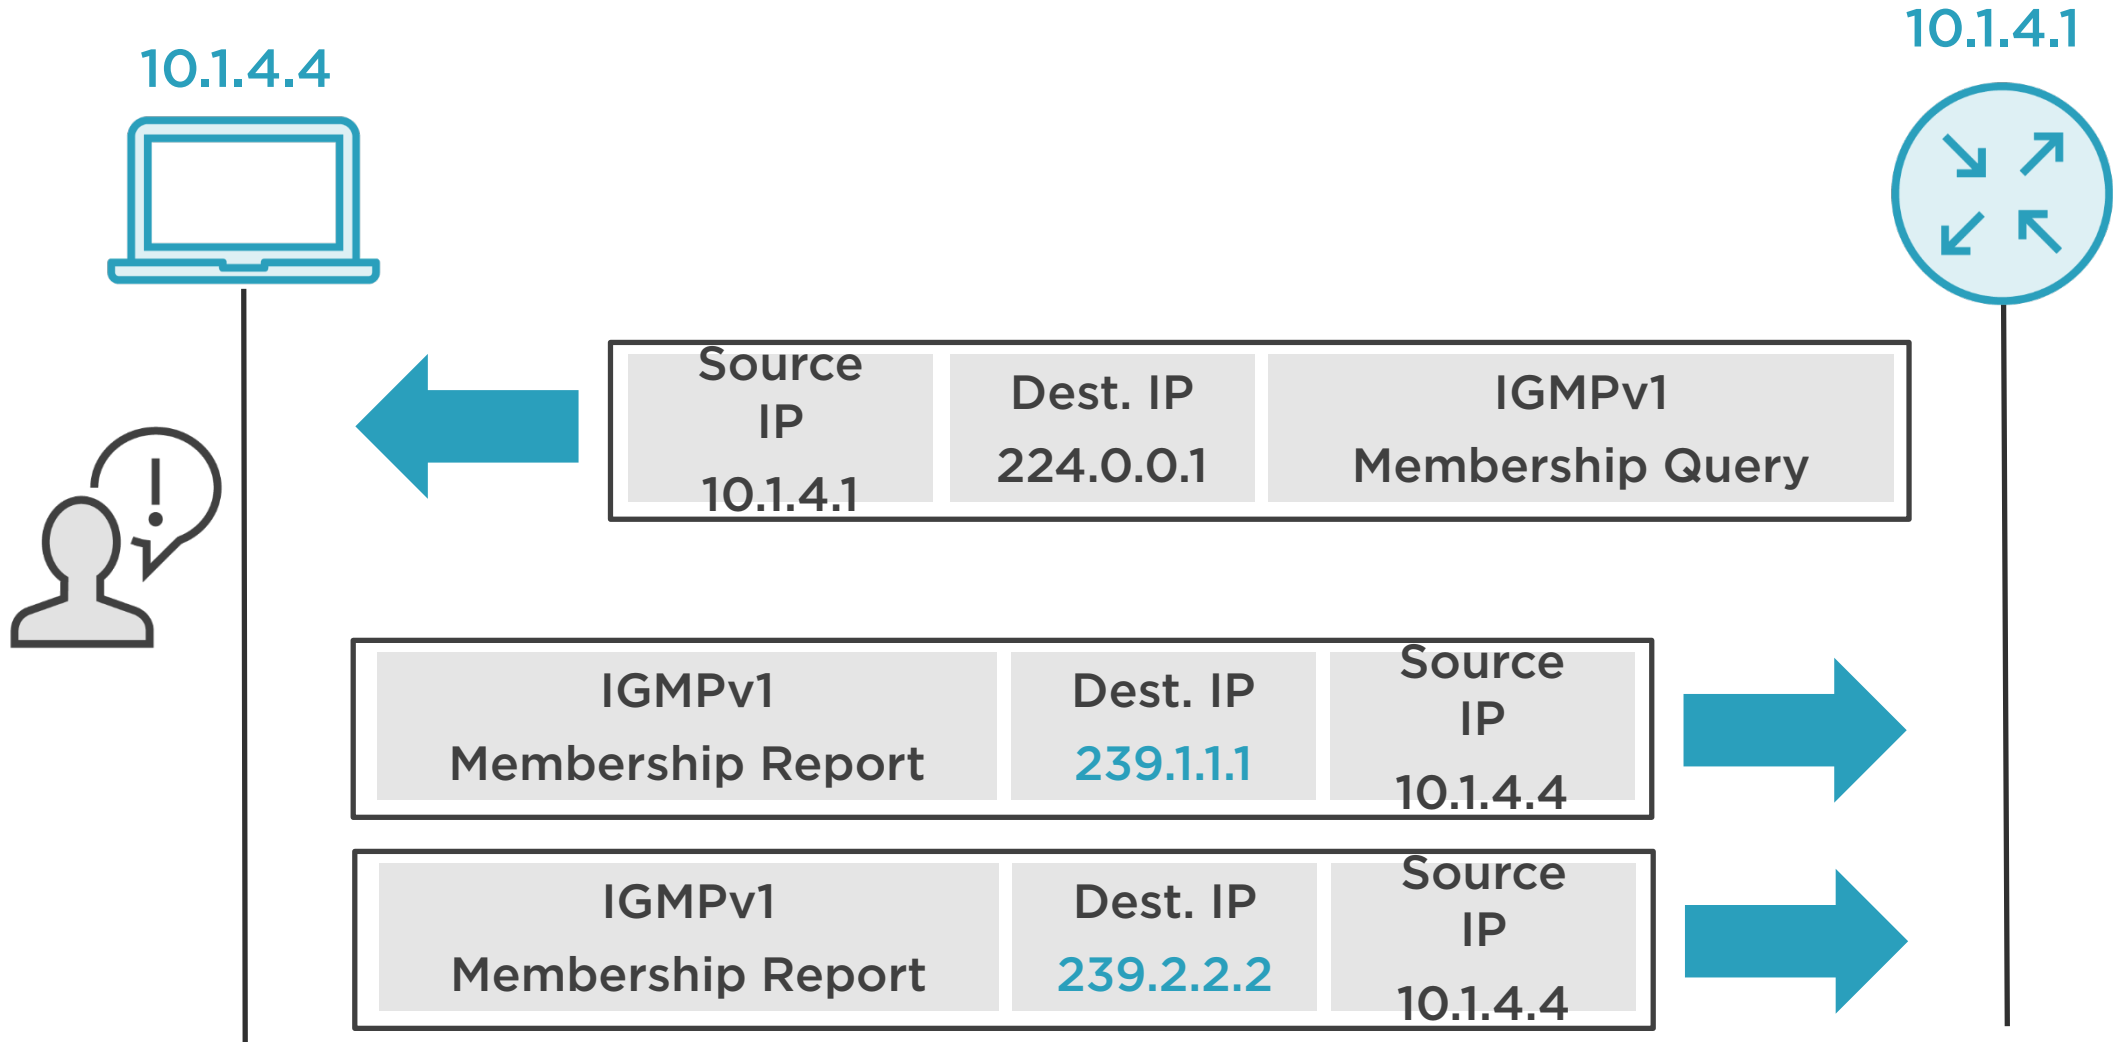 10.1.4.4
10.1.4.1
Source
IP
10.1.4.1
Dest. IP
224.0.0.1
IGMPv1
Membership Query
!
IGMPv1
Membership Report
Dest. IP
239.1.1.1
Source
IP
10.1.4.4
IGMPv1
Membership Report
Dest. IP
239.2.2.2
Source
IP
10.1.4.4